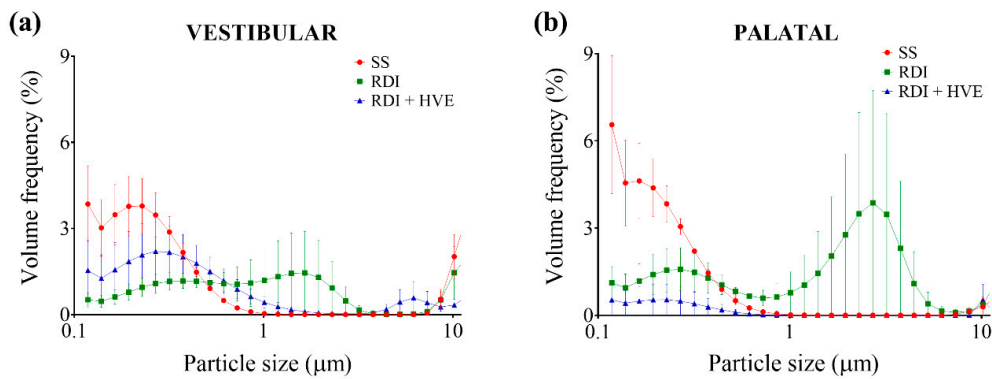 (a)
VESTIBULAR
SS
RDI
RDI + HVE
Volume frequency (%)
9
6
3
0
0.1
1
10
Particle size (μm)
(b)
PALATAL
SS
RDI
RDI + HVE
Volume frequency (%)
9
6
3
0
0.1
1
10
Particle size (μm)